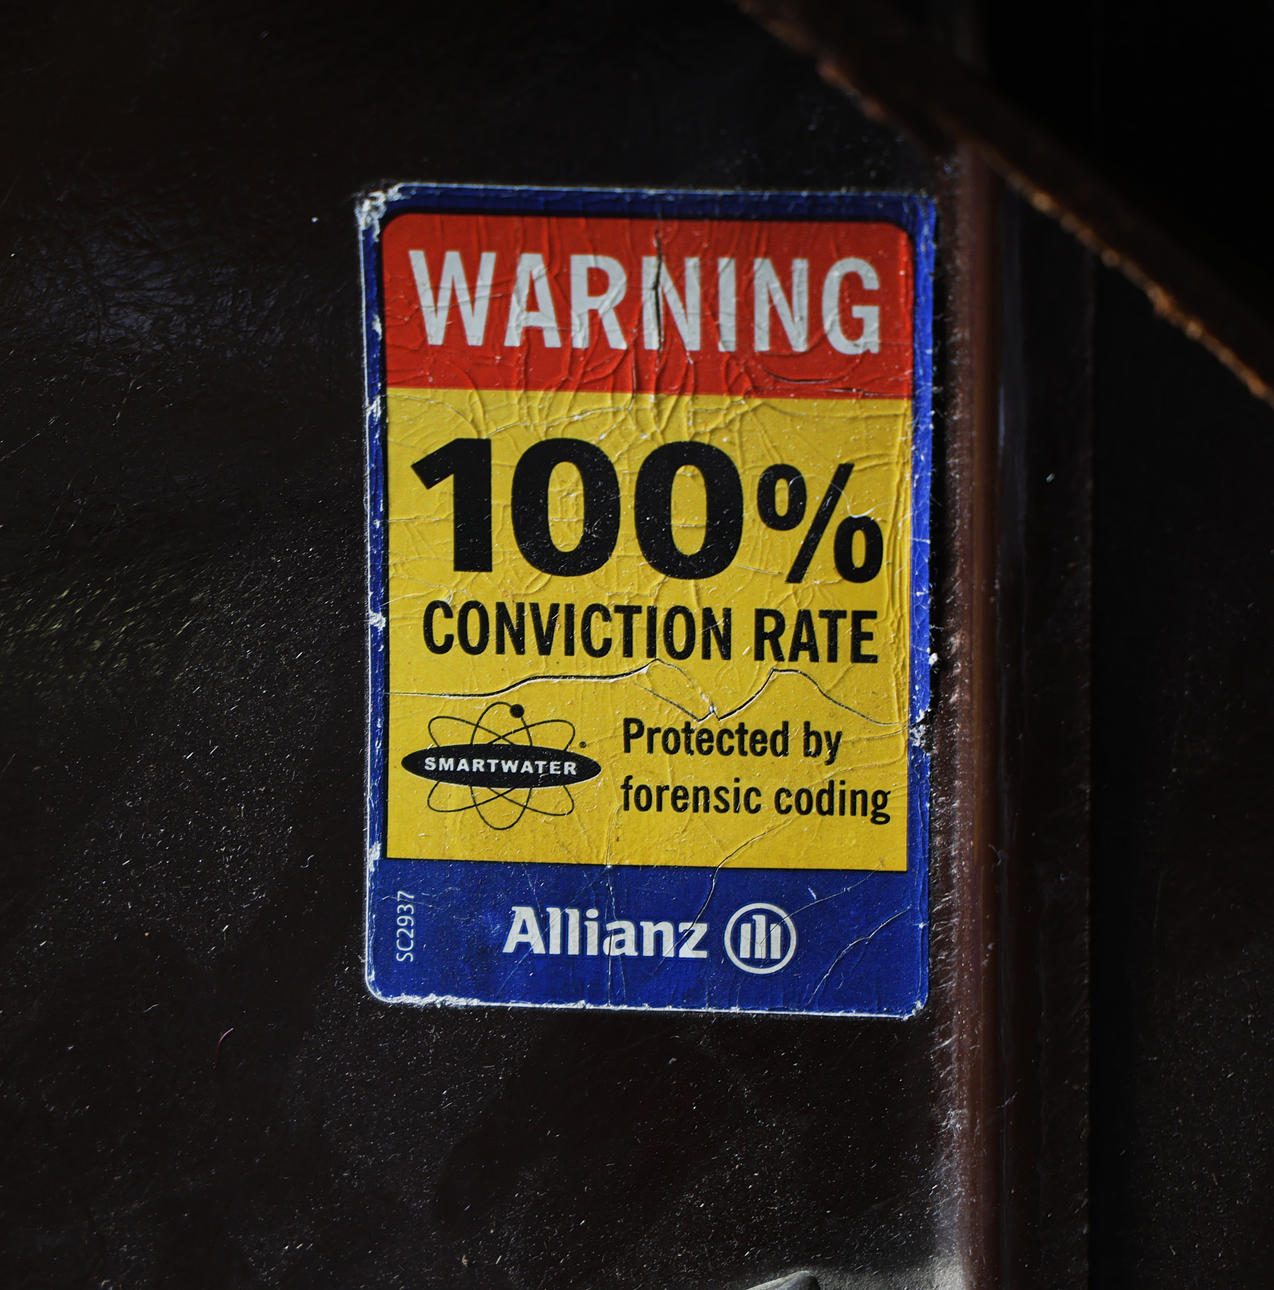 WARNING
100%
CONVICTION RATE
SMARTWATER®
Protected by
forensic coding
SC2937
Allianz